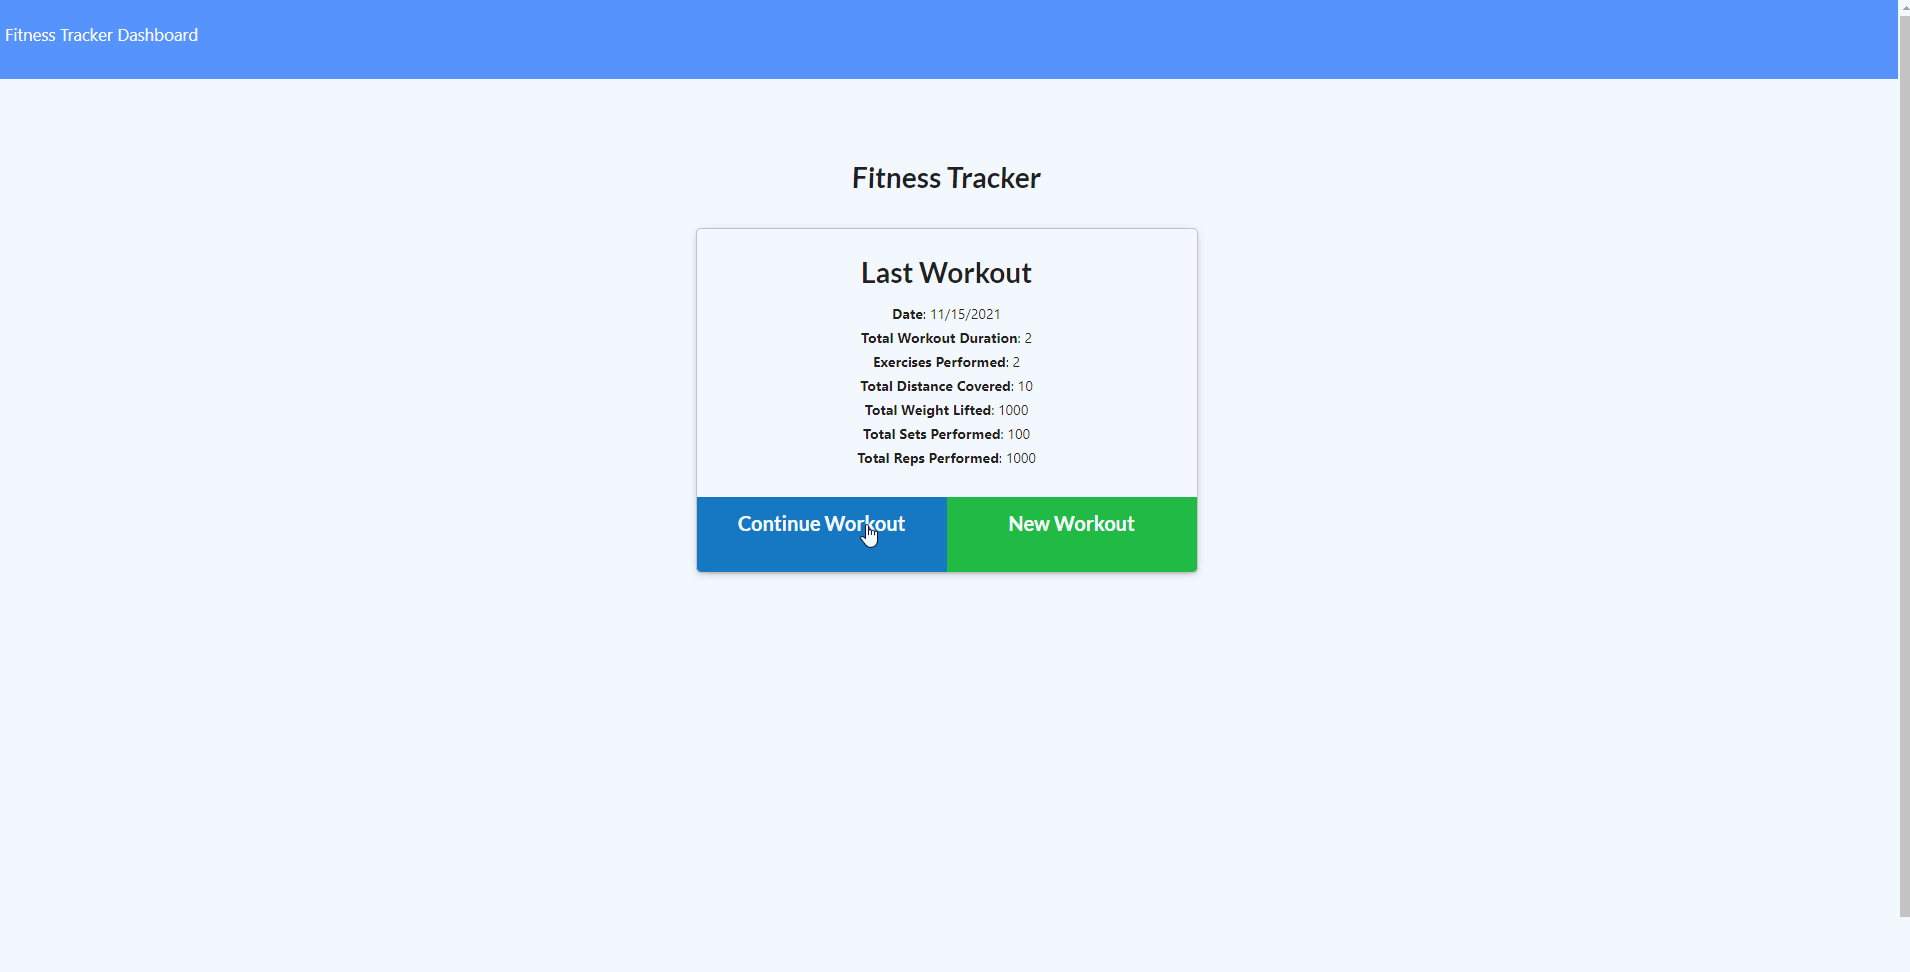 Fitness Tracker Dashboard
Fitness Tracker
Last Workout
Date: 11/15/2021
Total Workout Duration: 2
Exercises Performed: 2
Total Distance Covered: 10
Total Weight Lifted: 1000
Total Sets Performed: 100
Total Reps Performed: 1000
Continue Workout New Workout